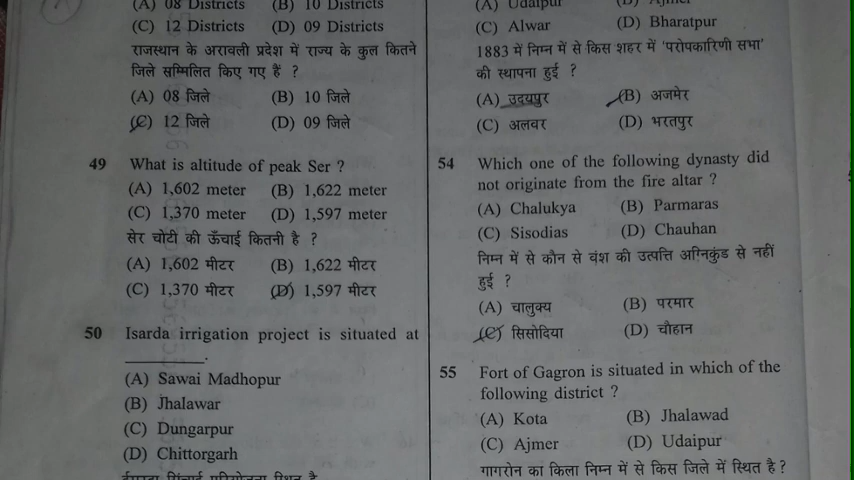 (A) 08 Districts (B) 10 Districts
(C) 12 Districts (D) 09 Districts
राजस्थान के अरावली प्रदेश में राज्य के कुल कितने
जिले सम्मिलित किए गए हैं ?
(A) 08 जिले (B) 10 जिले
(C) 12 जिले (D) 09 जिले
49 What is altitude of peak Ser ?
(A) 1,602 meter (B) 1,622 meter
(C) 1,370 meter (D) 1,597 meter
सेर चोटी की ऊँचाई कितनी है ?
(A) 1,602 मीटर (B) 1,622 मीटर
(C) 1,370 मीटर (D) 1,597 मीटर
50 Isarda irrigation project is situated at
__________.
(A) Sawai Madhopur
(B) Jhalawar
(C) Dungarpur
(D) Chittorgarh
ईसरदा सिंचाई परियोजना स्थित है
(A) Udaipur (B) Ajmer
(C) Alwar (D) Bharatpur
1883 में निम्न में से किस शहर में 'परोपकारिणी सभा'
की स्थापना हुई ?
(A) उदयपुर (B) अजमेर
(C) अलवर (D) भरतपुर
54 Which one of the following dynasty did
not originate from the fire altar ?
(A) Chalukya (B) Parmaras
(C) Sisodias (D) Chauhan
निम्न में से कौन से वंश की उत्पत्ति अग्निकुंड से नहीं
हुई ?
(A) चालुक्य (B) परमार
(C) सिसोदिया (D) चौहान
55 Fort of Gagron is situated in which of the
following district ?
(A) Kota (B) Jhalawad
(C) Ajmer (D) Udaipur
गागरोन का किला निम्न में से किस जिले में स्थित है ?